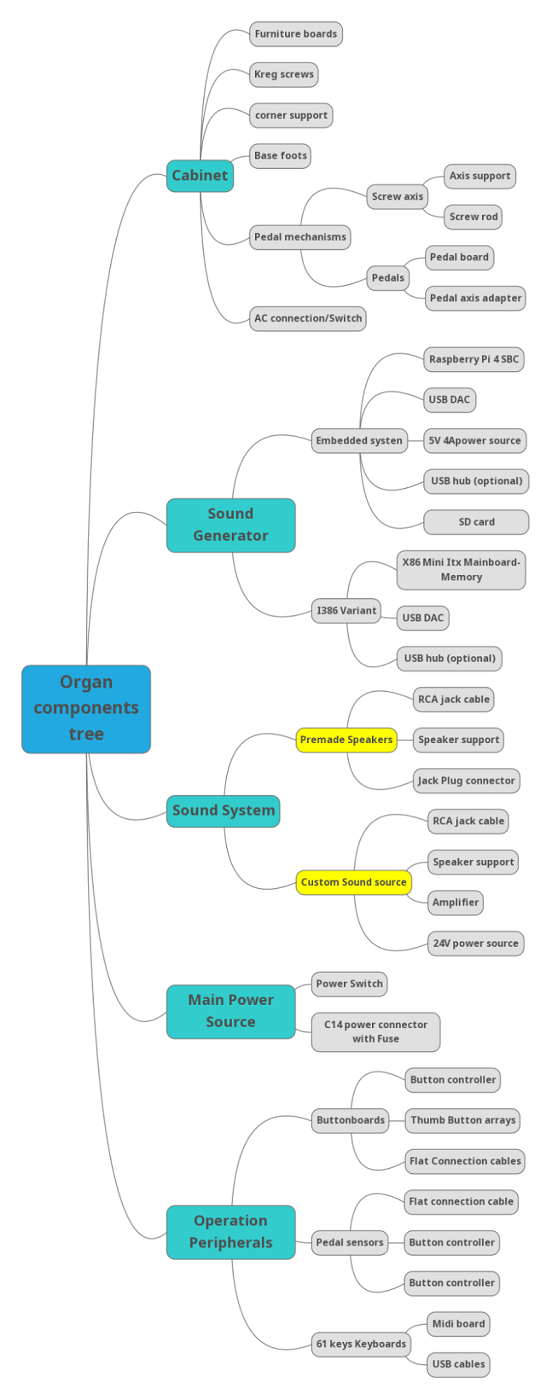 Furniture boards
Kreg screws
corner support
Base foots
Cabinet
Axis support
Screw axis
Screw rod
Pedal mechanisms
Pedal board
Pedals
Pedal axis adapter
AC connection/Switch
Raspberry Pi 4 SBC
USB DAC
Embedded systen
5V 4Apower source
USB hub (optional)
SD card
Sound
Generator
X86 Mini Itx Mainboard-
Memory
I386 Variant
USB DAC
USB hub (optional)
Organ
components
tree
RCA jack cable
Premade Speakers
Speaker support
Jack Plug connector
Sound System
RCA jack cable
Speaker support
Custom Sound source
Amplifier
24V power source
Power Switch
Main Power
Source
C14 power connector
with Fuse
Button controller
Buttonboards
Thumb Button arrays
Flat Connection cables
Operation
Peripherals
Flat connection cable
Pedal sensors
Button controller
Button controller
Midi board
61 keys Keyboards
USB cables